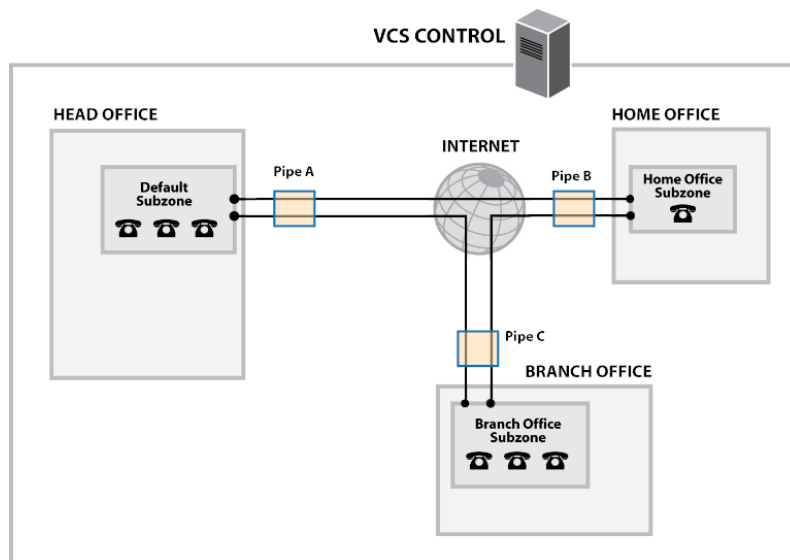 VCS CONTROL
HEAD OFFICE
HOME OFFICE
INTERNET
Pipe A
Pipe B
Default
Subzone
Home Office
Subzone
Pipe C
BRANCH OFFICE
Branch Office
Subzone